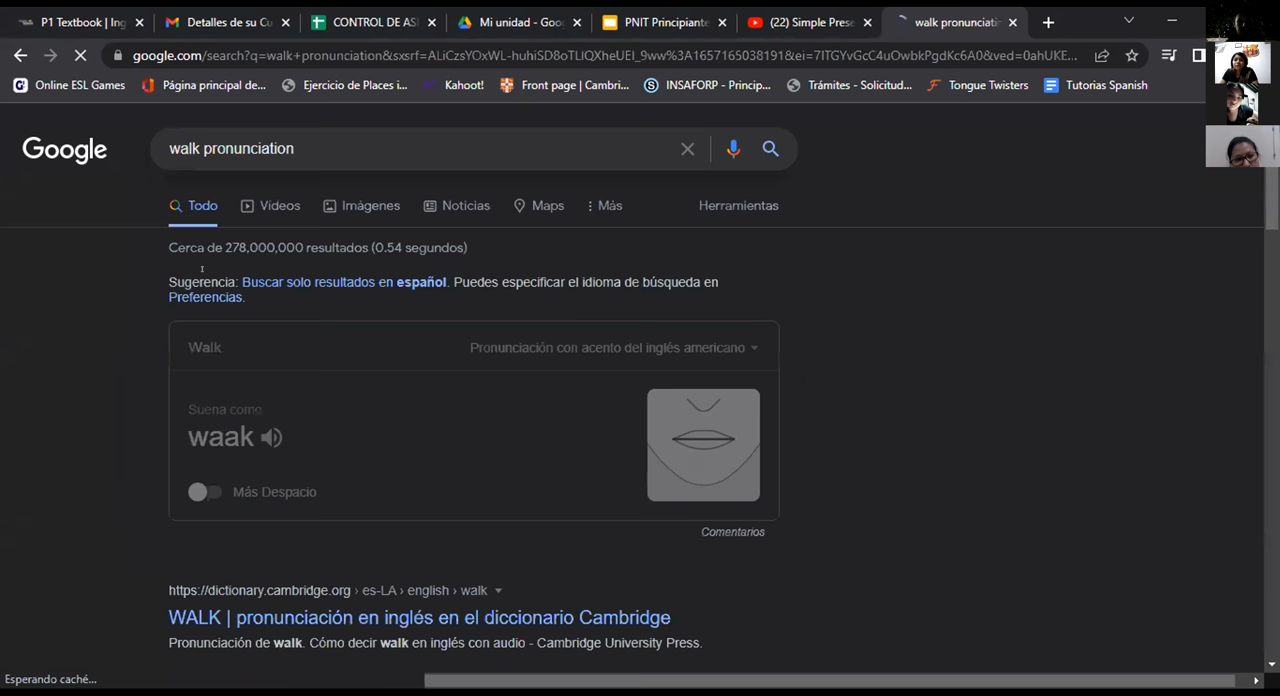 P1 Textbook | Ing
Detalles de su Cu
CONTROL DE AS
Mi unidad - Goo
PNIT Principiante
(22) Simple Prese
walk pronunciatio
google.com/search?q=walk+pronunciation&sxsrf=ALiCzsYOxWL-huhiSD8oTLIQXheUEI_9ww%3A1657165038191&ei=7ITGYvGcC4uOwbkPgdKc6A0&ved=0ahUKE...
Online ESL Games
Página principal de...
Ejercicio de Places i...
Kahoot!
Front page | Cambri...
INSAFORP - Princip...
Trámites - Solicitud...
Tongue Twisters
Tutorias Spanish
Google
walk pronunciation
Todo
Videos
Imágenes
Noticias
Maps
Más
Herramientas
Cerca de 278,000,000 resultados (0.54 segundos)
Sugerencia: Buscar solo resultados en español. Puedes especificar el idioma de búsqueda en
Preferencias.
Walk
Pronunciación con acento del inglés americano
Suena como
waak
Más Despacio
Comentarios
https://dictionary.cambridge.org › es-LA › english › walk
WALK | pronunciación en inglés en el diccionario Cambridge
Pronunciación de walk. Cómo decir walk en inglés con audio - Cambridge University Press.
Esperando caché...